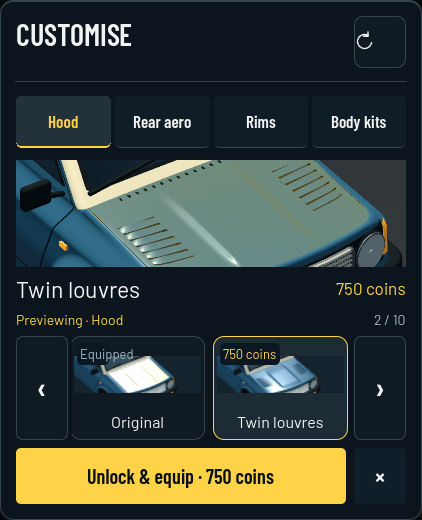 CUSTOMISE
Hood
Rear aero
Rims
Body kits
Twin louvres
750 coins
Previewing · Hood
2 / 10
‹
Equipped
Original
750 coins
Twin louvres
›
Unlock & equip · 750 coins
×